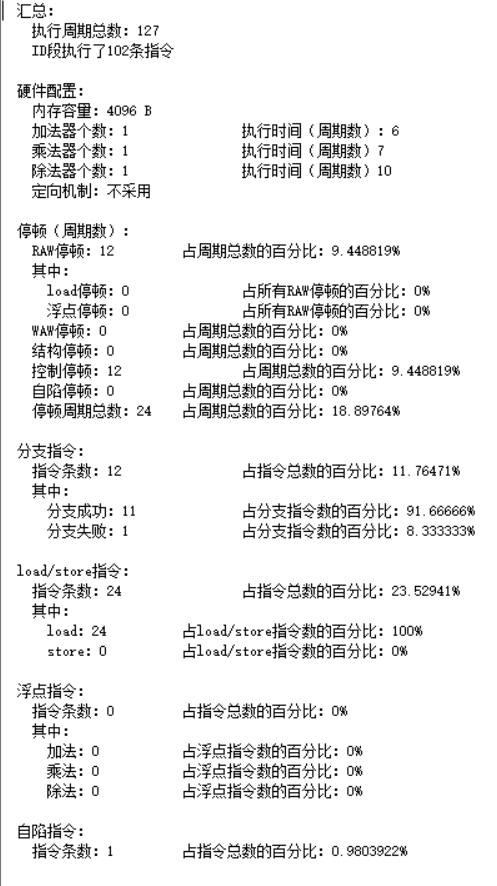 汇总:
执行周期总数: 127
ID段执行了102条指令
硬件配置:
内存容量: 4096 B
加法器个数: 1 执行时间（周期数）: 6
乘法器个数: 1 执行时间（周期数）7
除法器个数: 1 执行时间（周期数）10
定向机制: 不采用
停顿（周期数）:
RAW停顿: 12 占周期总数的百分比: 9.448819%
其中:
load停顿: 0 占所有RAW停顿的百分比: 0%
浮点停顿: 0 占所有RAW停顿的百分比: 0%
WAW停顿: 0 占周期总数的百分比: 0%
结构停顿: 0 占周期总数的百分比: 0%
控制停顿: 12 占周期总数的百分比: 9.448819%
自陷停顿: 0 占周期总数的百分比: 0%
停顿周期总数: 24 占周期总数的百分比: 18.89764%
分支指令:
指令条数: 12 占指令总数的百分比: 11.76471%
其中:
分支成功: 11 占分支指令数的百分比: 91.66666%
分支失败: 1 占分支指令数的百分比: 8.333333%
load/store指令:
指令条数: 24 占指令总数的百分比: 23.52941%
其中:
load: 24 占load/store指令数的百分比: 100%
store: 0 占load/store指令数的百分比: 0%
浮点指令:
指令条数: 0 占指令总数的百分比: 0%
其中:
加法: 0 占浮点指令数的百分比: 0%
乘法: 0 占浮点指令数的百分比: 0%
除法: 0 占浮点指令数的百分比: 0%
自陷指令:
指令条数: 1 占指令总数的百分比: 0.9803922%